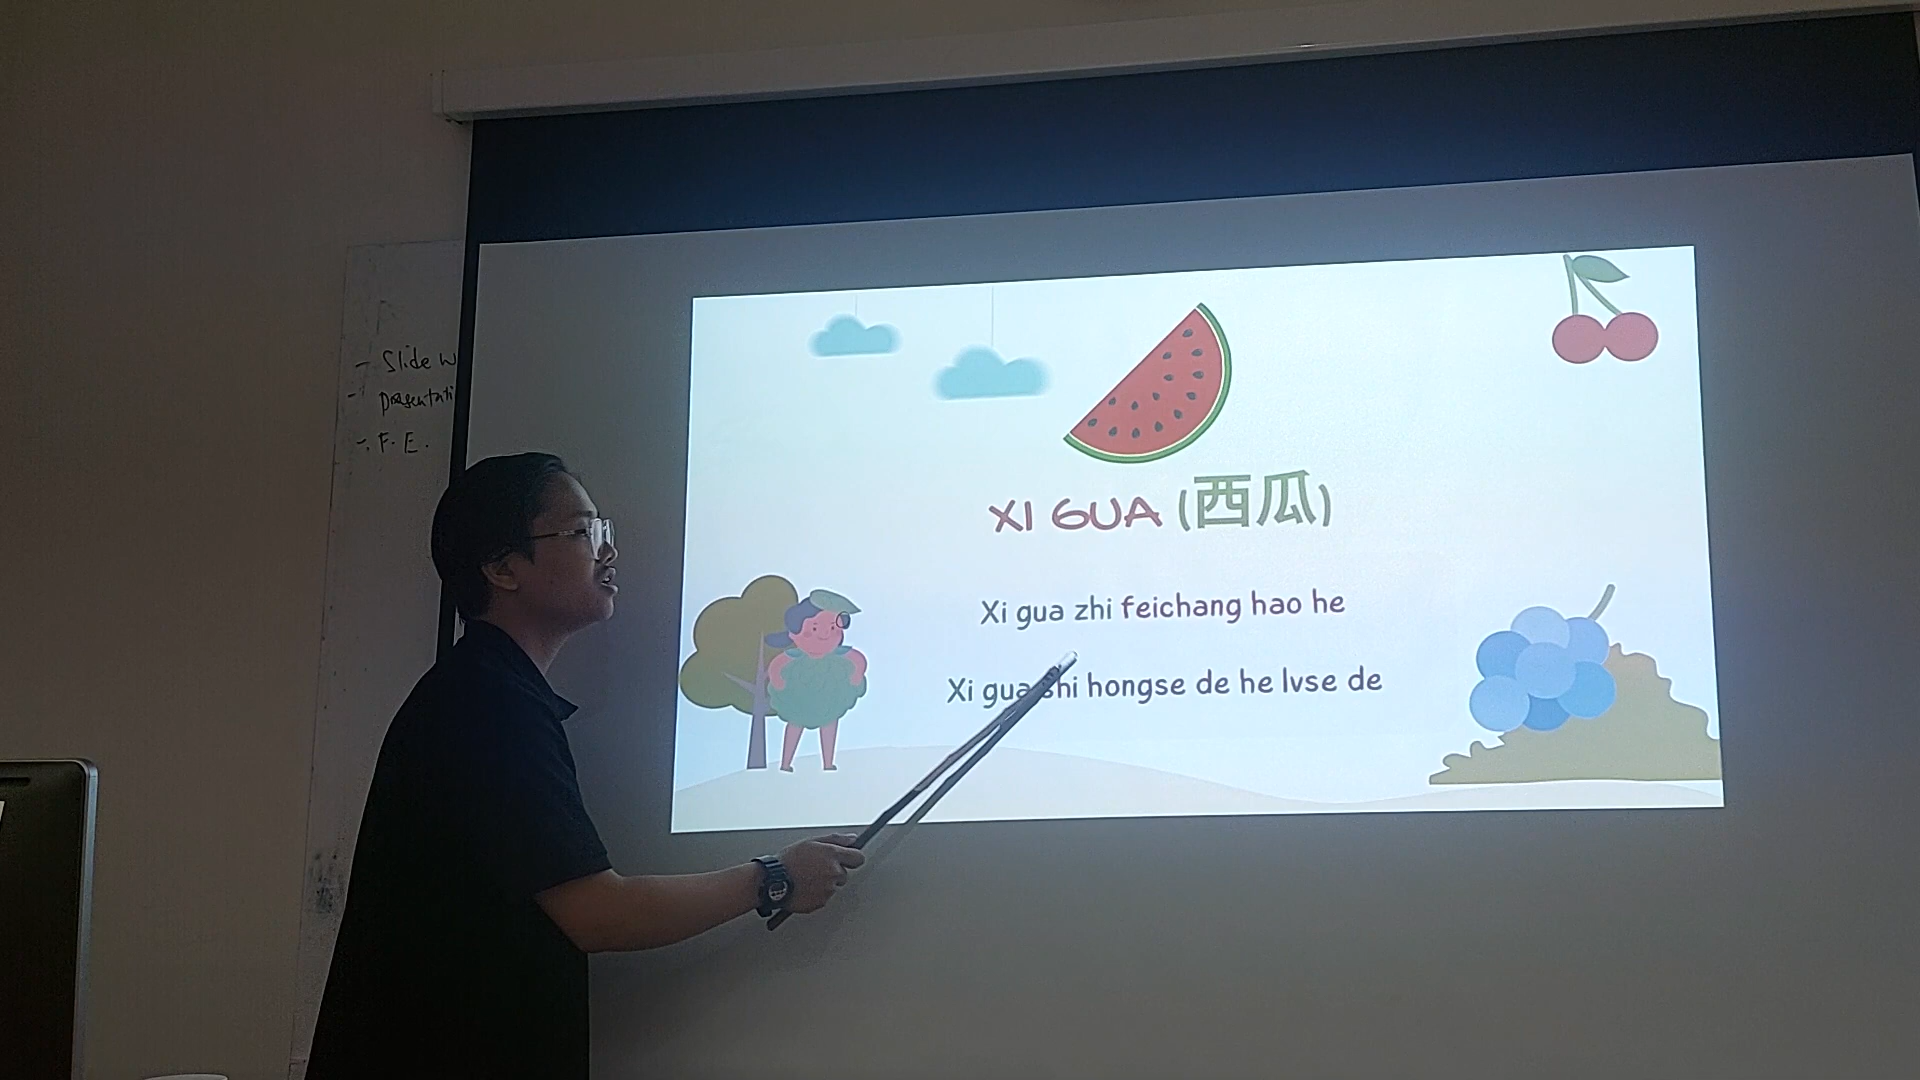 - Slide
- presentati
- F. E.
XI GUA (西瓜)
Xi gua zhi feichang hao he
Xi gua shi hongse de he lvse de